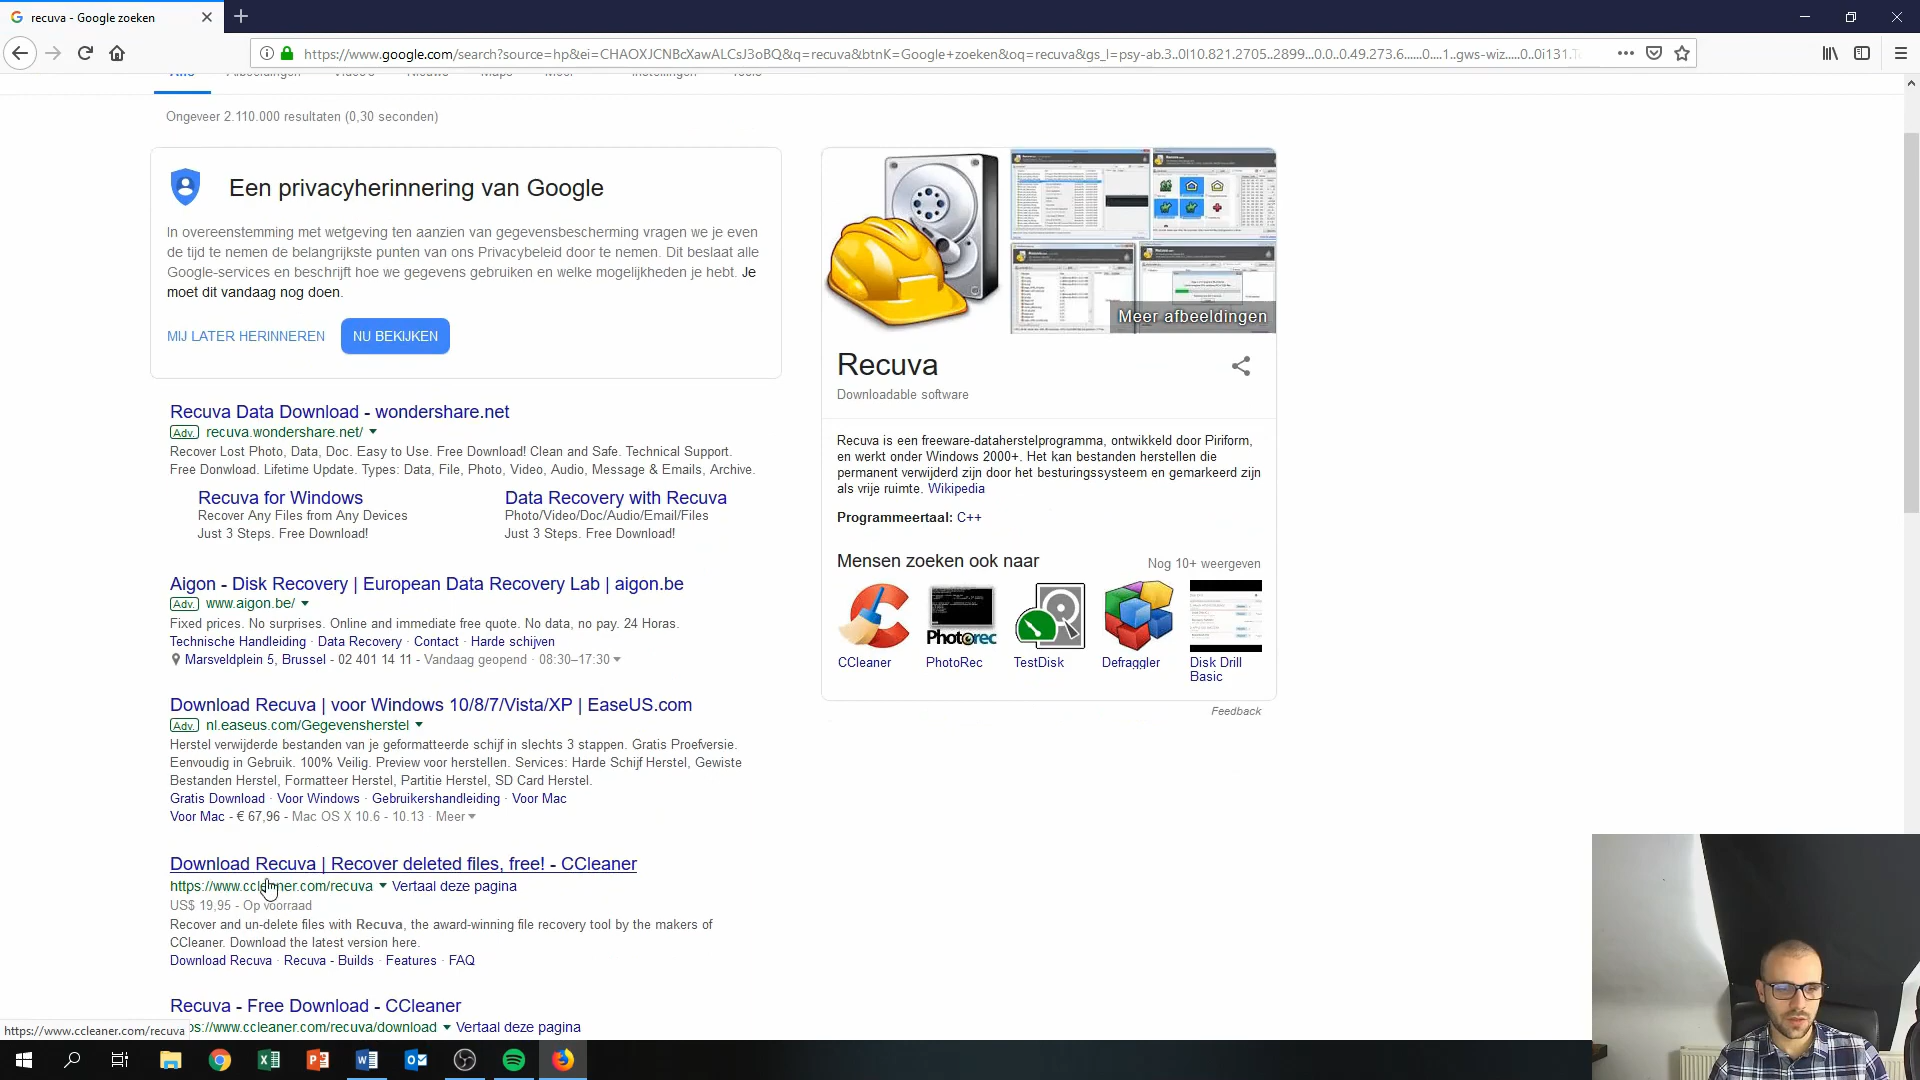 recuva - Google zoeken
https://www.google.com/search?source=hp&ei=CHAOXJCNBcXawALCsJ3oBQ&q=recuva&btnK=Google+zoeken&oq=recuva&gs_l=psy-ab.3..0l10.821.2705..2899...0.0..0.49.273.6......0....1..gws-wiz.....0..0i131.T
Ongeveer 2.110.000 resultaten (0,30 seconden)
Een privacyherinnering van Google
In overeenstemming met wetgeving ten aanzien van gegevensbescherming vragen we je even
de tijd te nemen de belangrijkste punten van ons Privacybeleid door te nemen. Dit beslaat alle
Google-services en beschrijft hoe we gegevens gebruiken en welke mogelijkheden je hebt. Je
moet dit vandaag nog doen.
MIJ LATER HERINNEREN NU BEKIJKEN
Recuva Data Download - wondershare.net
Adv. recuva.wondershare.net/
Recover Lost Photo, Data, Doc. Easy to Use. Free Download! Clean and Safe. Technical Support.
Free Donwload. Lifetime Update. Types: Data, File, Photo, Video, Audio, Message & Emails, Archive.
Recuva for Windows
Recover Any Files from Any Devices
Just 3 Steps. Free Download!
Data Recovery with Recuva
Photo/Video/Doc/Audio/Email/Files
Just 3 Steps. Free Download!
Aigon - Disk Recovery | European Data Recovery Lab | aigon.be
Adv. www.aigon.be/
Fixed prices. No surprises. Online and immediate free quote. No data, no pay. 24 Horas.
Technische Handleiding · Data Recovery · Contact · Harde schijven
Marsveldplein 5, Brussel - 02 401 14 11 - Vandaag geopend · 08:30–17:30
Download Recuva | voor Windows 10/8/7/Vista/XP | EaseUS.com
Adv. nl.easeus.com/Gegevensherstel
Herstel verwijderde bestanden van je geformatteerde schijf in slechts 3 stappen. Gratis Proefversie.
Eenvoudig in Gebruik. 100% Veilig. Preview voor herstellen. Services: Harde Schijf Herstel, Gewiste
Bestanden Herstel, Formatteer Herstel, Partitie Herstel, SD Card Herstel.
Gratis Download · Voor Windows · Gebruikershandleiding · Voor Mac
Voor Mac - € 67,96 - Mac OS X 10.6 - 10.13 · Meer
Download Recuva | Recover deleted files, free! - CCleaner
https://www.ccleaner.com/recuva Vertaal deze pagina
US$ 19,95 - Op voorraad
Recover and un-delete files with Recuva, the award-winning file recovery tool by the makers of
CCleaner. Download the latest version here.
Download Recuva · Recuva - Builds · Features · FAQ
Recuva - Free Download - CCleaner
ps://www.ccleaner.com/recuva/download Vertaal deze pagina
https://www.ccleaner.com/recuva
Meer afbeeldingen
Recuva
Downloadable software
Recuva is een freeware-dataherstelprogramma, ontwikkeld door Piriform,
en werkt onder Windows 2000+. Het kan bestanden herstellen die
permanent verwijderd zijn door het besturingssysteem en gemarkeerd zijn
als vrije ruimte. Wikipedia
Programmeertaal: C++
Mensen zoeken ook naar
Nog 10+ weergeven
Photorec
CCleaner
PhotoRec
TestDisk
Defraggler
Disk Drill
Basic
Feedback